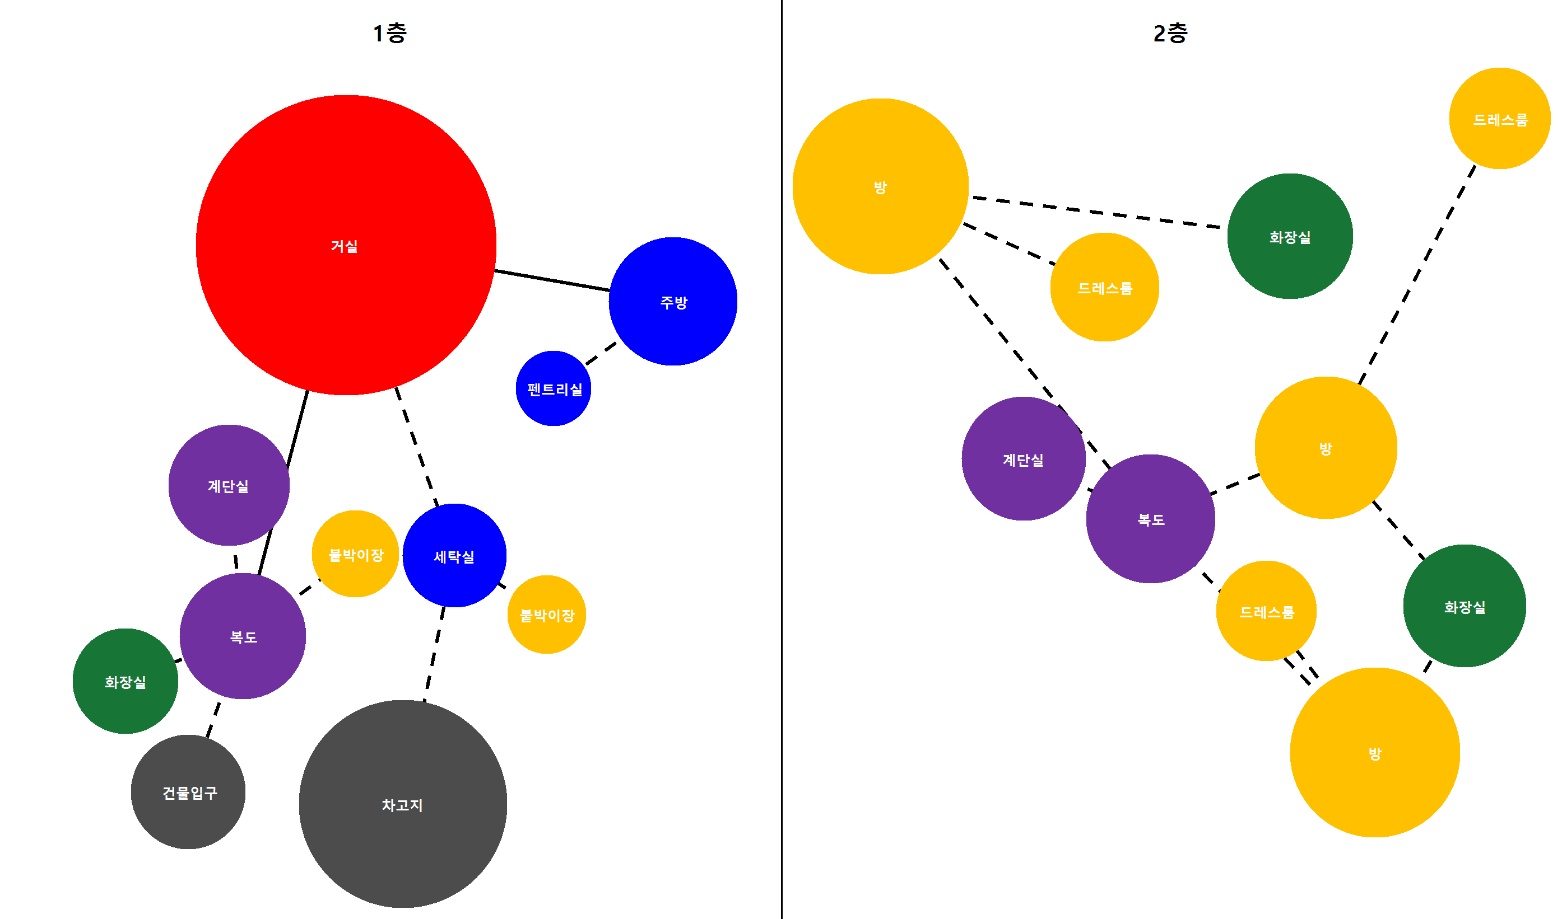 1층
거실
주방
펜트리실
계단실
붙박이장
세탁실
붙박이장
복도
화장실
건물입구
차고지
2층
드레스룸
방
화장실
드레스룸
방
계단실
복도
드레스룸
화장실
방